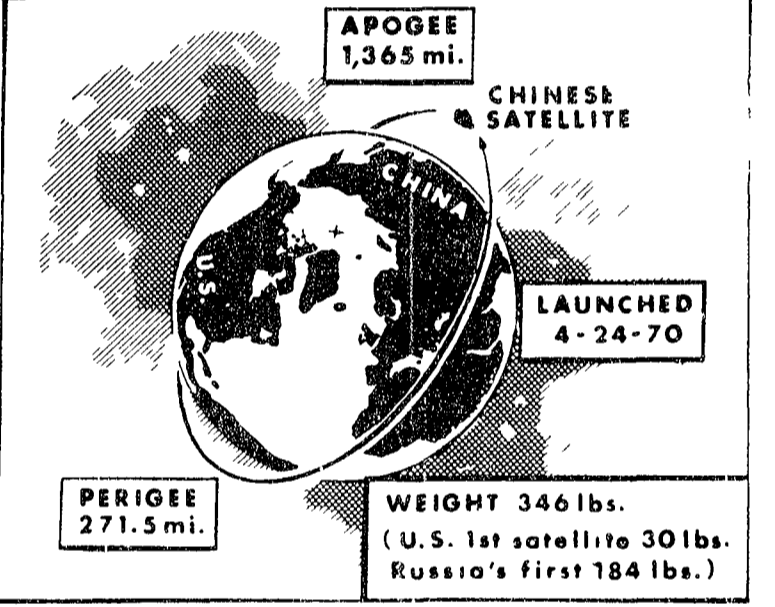 APOGEE
1,365 mi.
CHINESE
SATELLITE
CHINA
U.S.
LAUNCHED
4-24-70
PERIGEE
271.5 mi.
WEIGHT 346 lbs.
(U.S. 1st satellite 30 lbs.
Russia's first 184 lbs.)